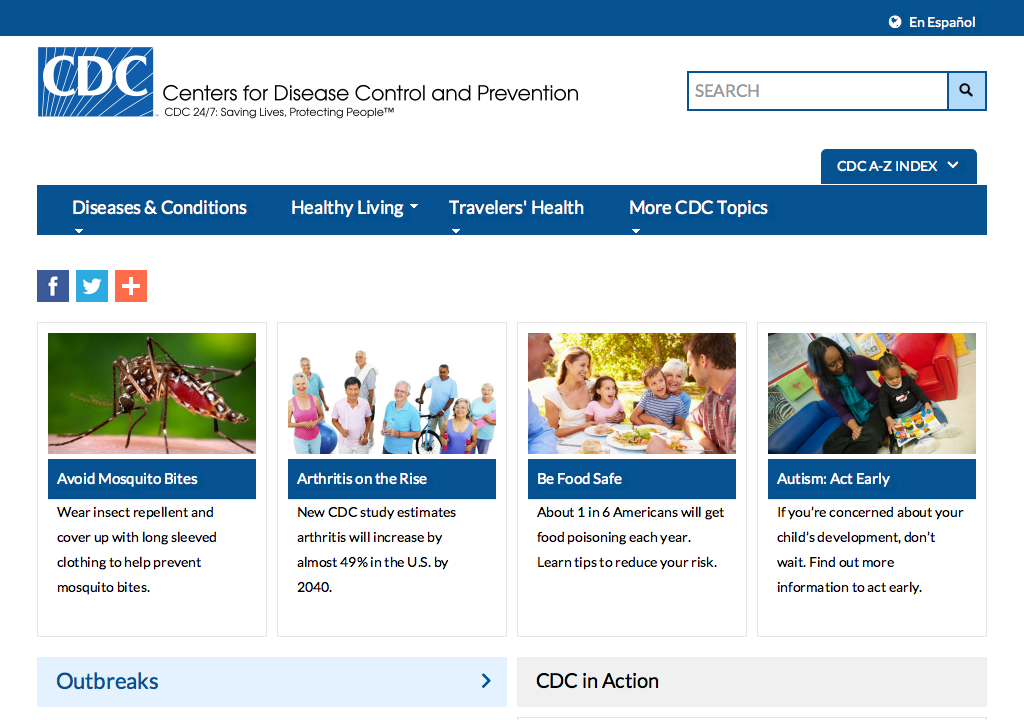 En Español
CDC
Centers for Disease Control and Prevention
CDC 24/7: Saving Lives, Protecting People™
SEARCH
CDC A-Z INDEX
Diseases & Conditions
Healthy Living
Travelers' Health
More CDC Topics
Avoid Mosquito Bites
Wear insect repellent and
cover up with long sleeved
clothing to help prevent
mosquito bites.
Arthritis on the Rise
New CDC study estimates
arthritis will increase by
almost 49% in the U.S. by
2040.
Be Food Safe
About 1 in 6 Americans will get
food poisoning each year.
Learn tips to reduce your risk.
Autism: Act Early
If you’re concerned about your
child’s development, don’t
wait. Find out more
information to act early.
Outbreaks
CDC in Action